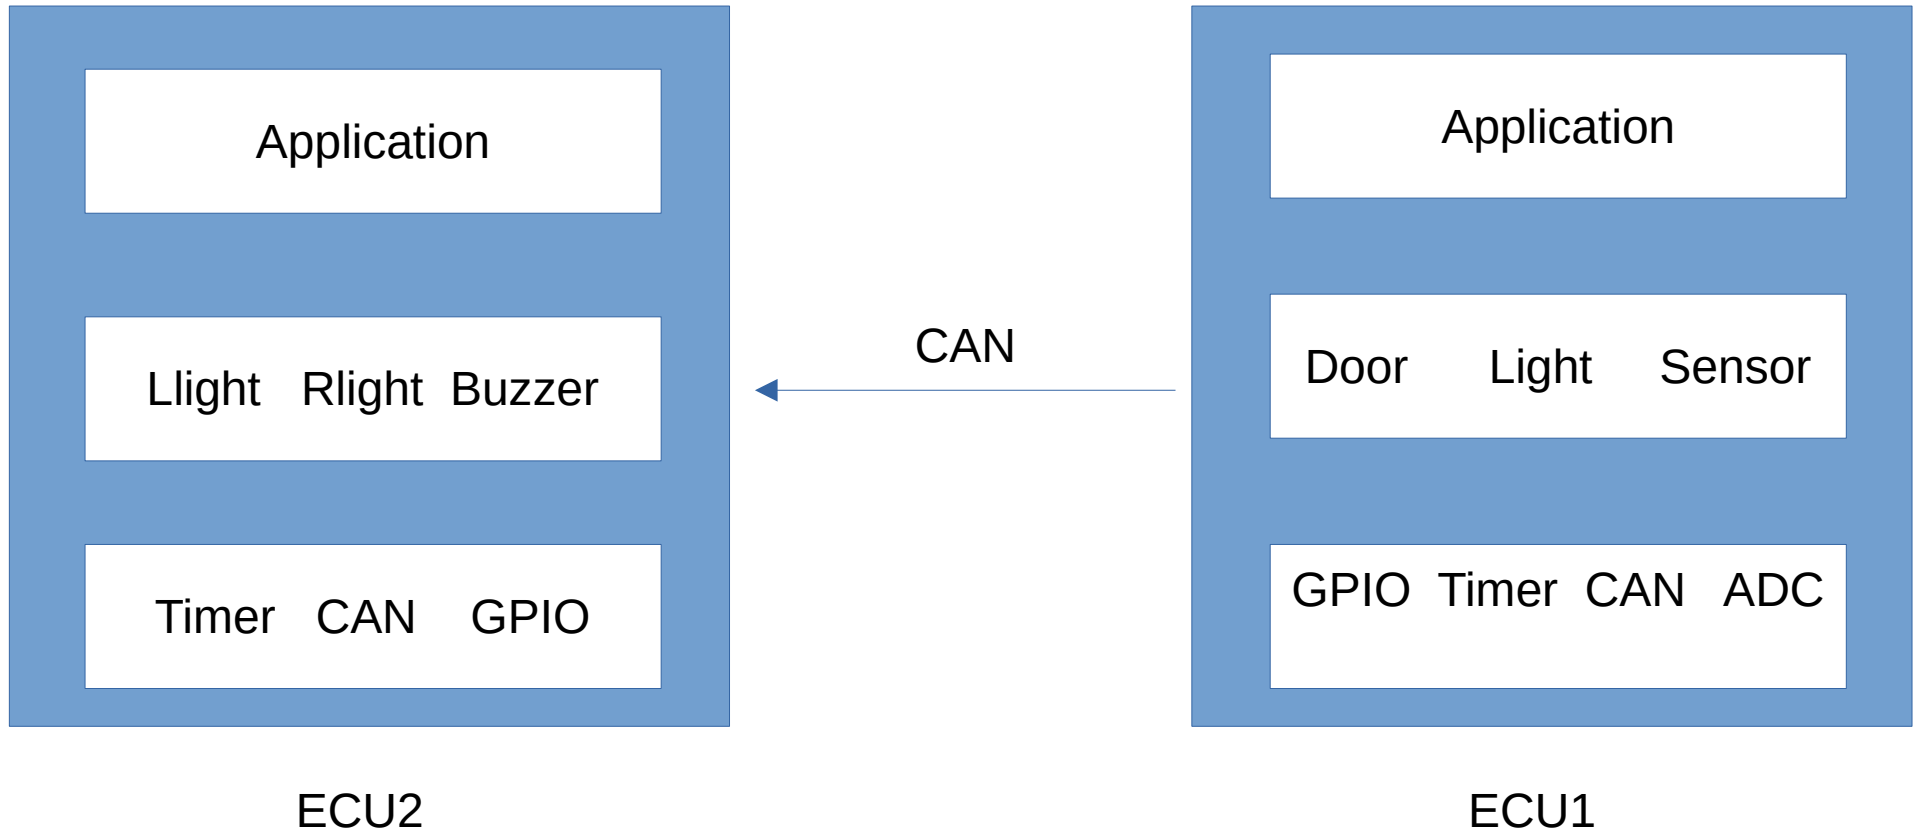 Application
Llight Rlight Buzzer
Timer CAN GPIO
ECU2
CAN
Application
Door Light Sensor
GPIO Timer CAN ADC
ECU1